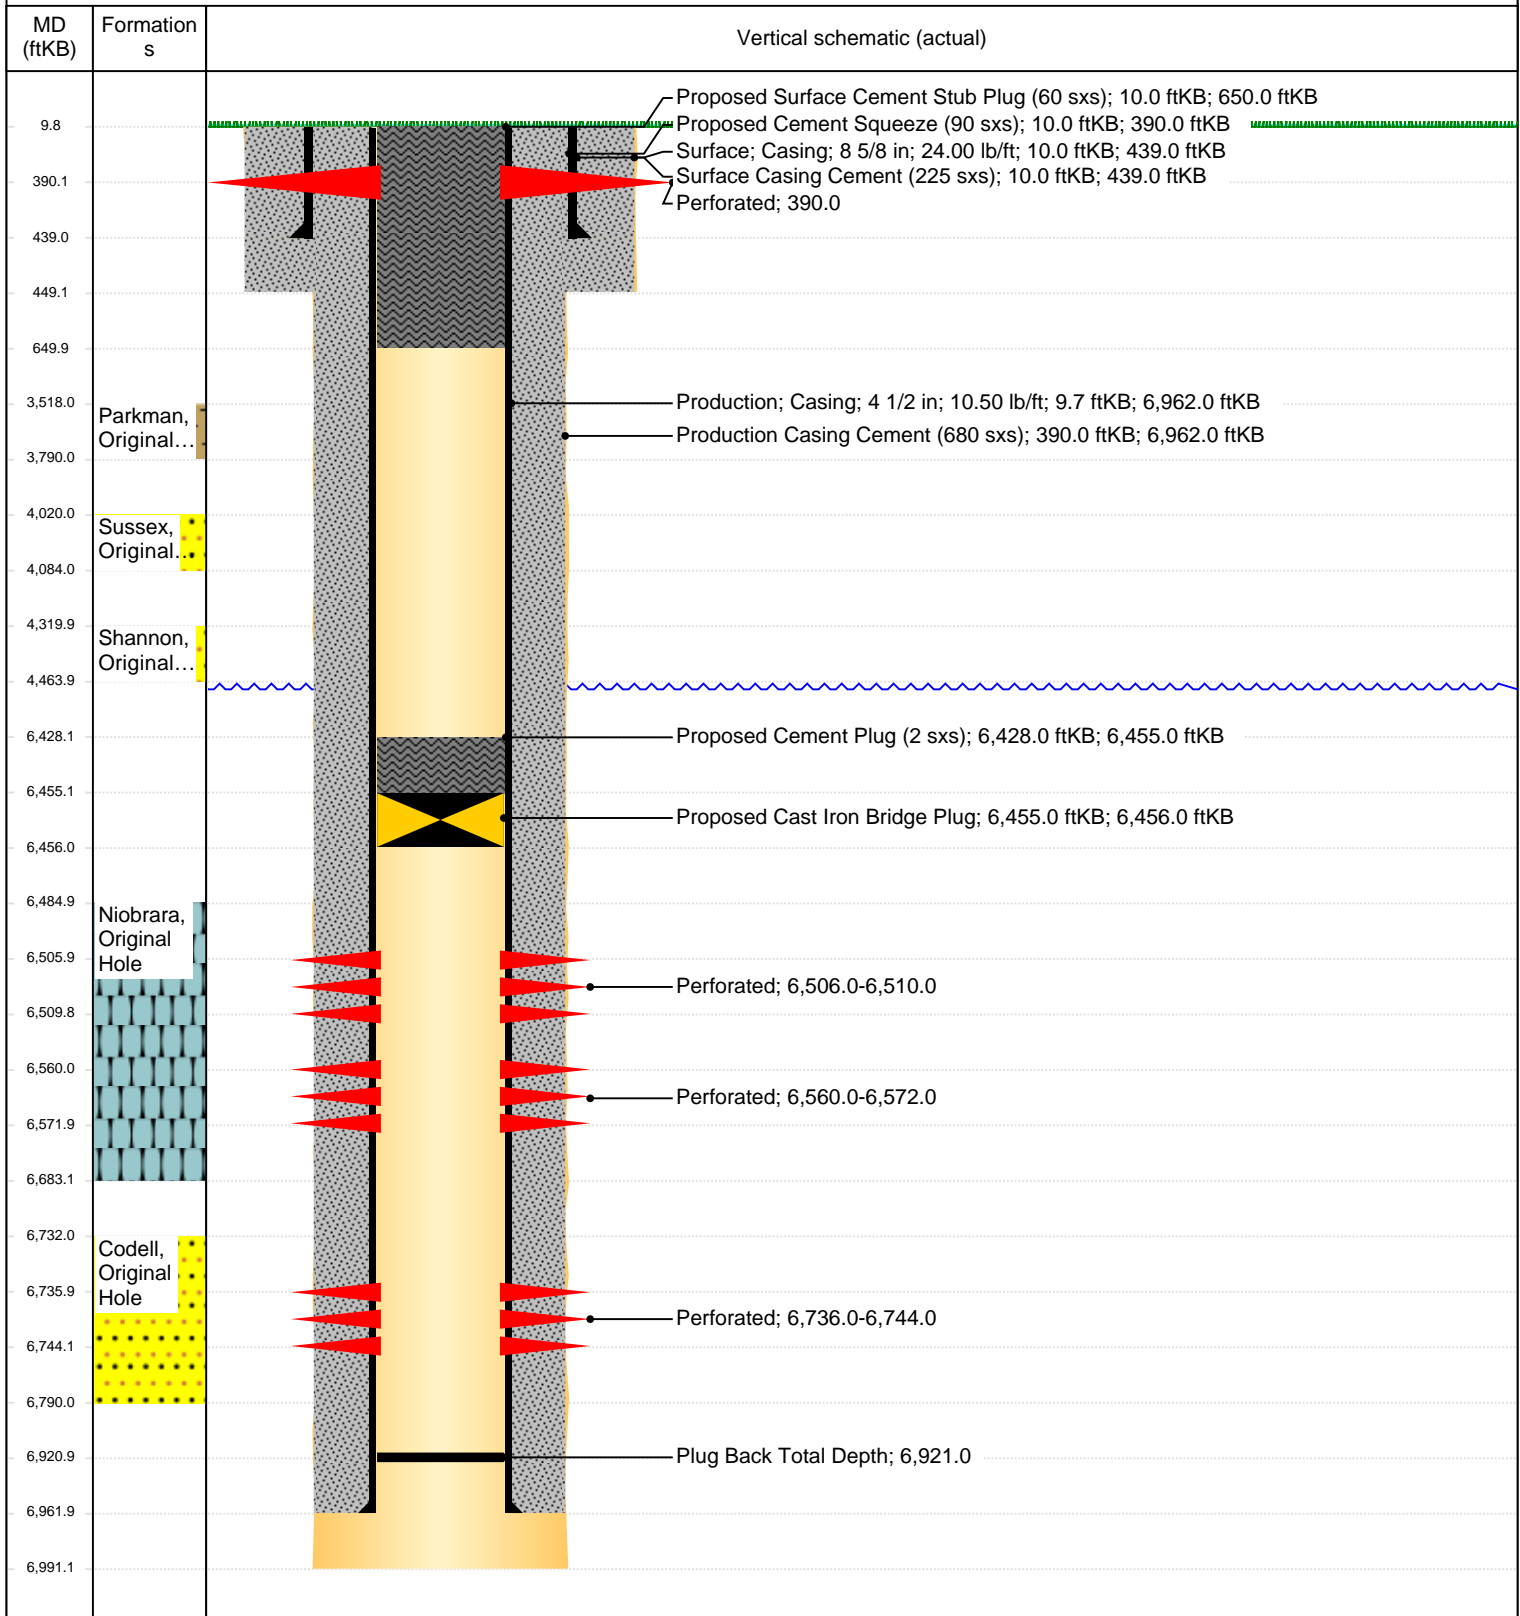 MD
(ftKB)
Formation
s
Vertical schematic (actual)
Proposed Surface Cement Stub Plug (60 sxs); 10.0 ftKB; 650.0 ftKB
9.8
Proposed Cement Squeeze (90 sxs); 10.0 ftKB; 390.0 ftKB
Surface; Casing; 8 5/8 in; 24.00 lb/ft; 10.0 ftKB; 439.0 ftKB
390.1
Surface Casing Cement (225 sxs); 10.0 ftKB; 439.0 ftKB
Perforated; 390.0
439.0
449.1
649.9
3,518.0
Parkman,
Original...
Production; Casing; 4 1/2 in; 10.50 lb/ft; 9.7 ftKB; 6,962.0 ftKB
Production Casing Cement (680 sxs); 390.0 ftKB; 6,962.0 ftKB
3,790.0
4,020.0
Sussex,
Original...
4,084.0
4,319.9
Shannon,
Original...
4,463.9
6,428.1
Proposed Cement Plug (2 sxs); 6,428.0 ftKB; 6,455.0 ftKB
6,455.1
Proposed Cast Iron Bridge Plug; 6,455.0 ftKB; 6,456.0 ftKB
6,456.0
6,484.9
Niobrara,
Original
Hole
6,505.9
Perforated; 6,506.0-6,510.0
6,509.8
6,560.0
Perforated; 6,560.0-6,572.0
6,571.9
6,683.1
6,732.0
Codell,
Original
Hole
6,735.9
Perforated; 6,736.0-6,744.0
6,744.1
6,790.0
6,920.9
Plug Back Total Depth; 6,921.0
6,961.9
6,991.1